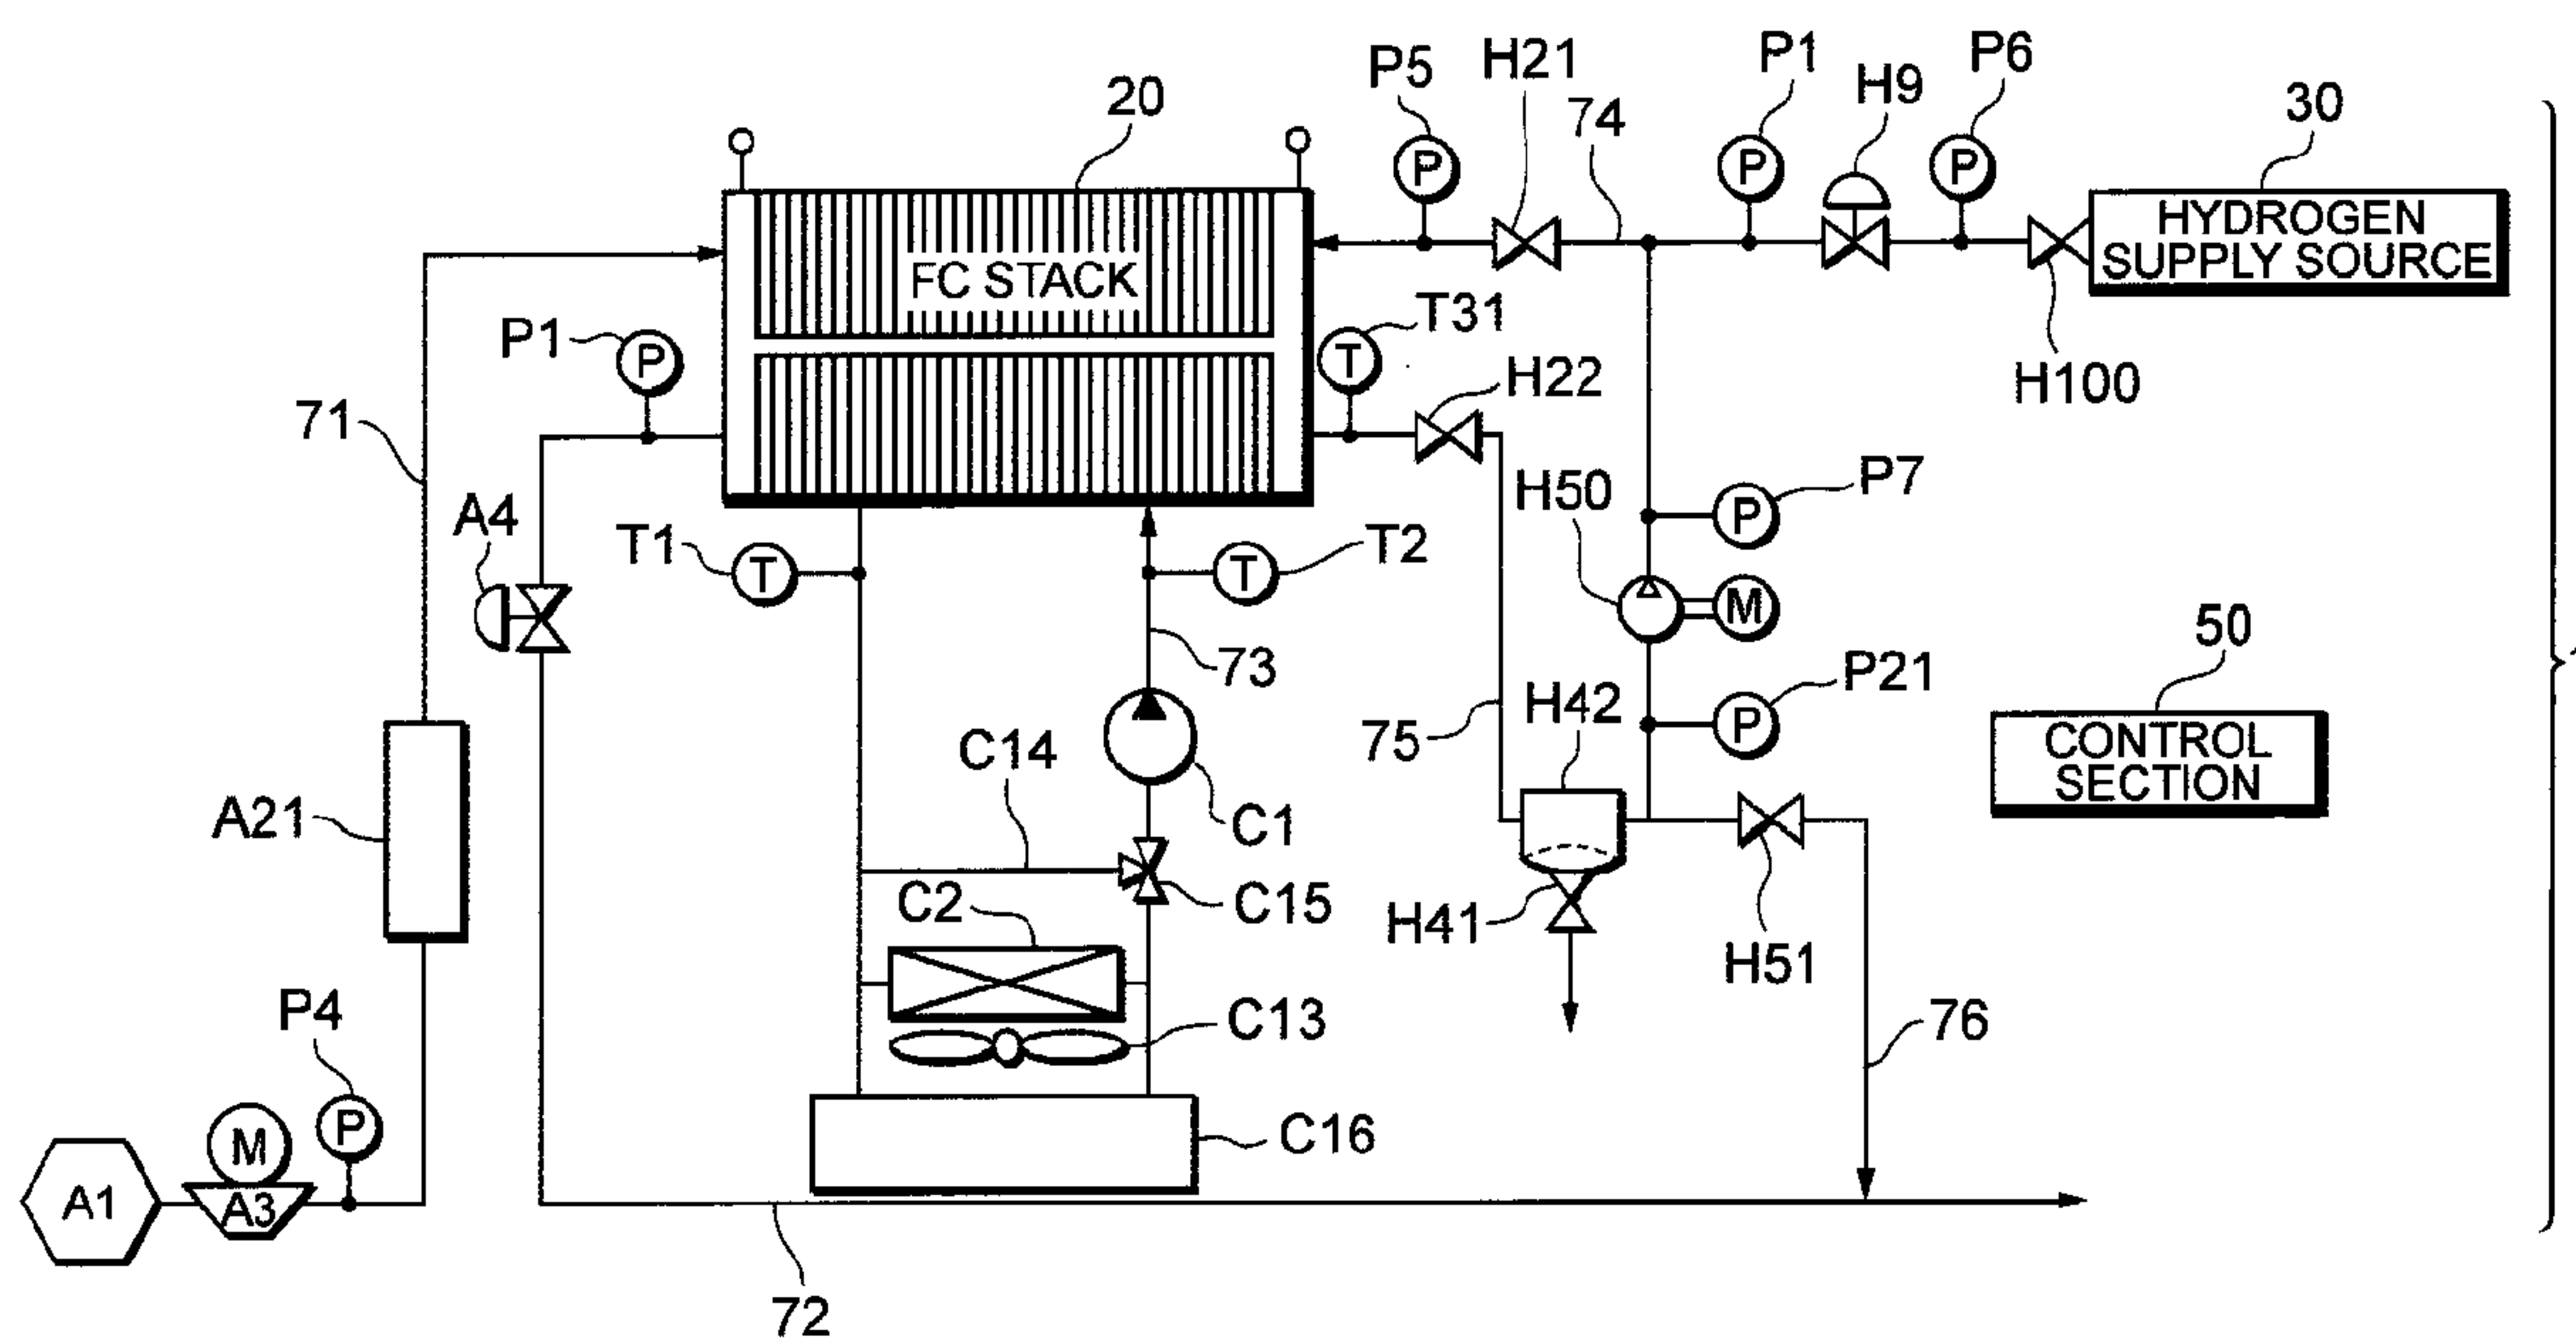 P5
H21
74
P1
H9
P6
30
20
P
P
P
HYDROGEN
SUPPLY SOURCE
FC STACK
P1
P
T31
T
H22
H100
71
A4
T1
T
T
T2
H50
P
P7
M
73
50
P21
P
C14
75
H42
CONTROL
SECTION
A21
C1
C2
C15
H41
H51
P4
C13
76
M
P
A1
A3
C16
72